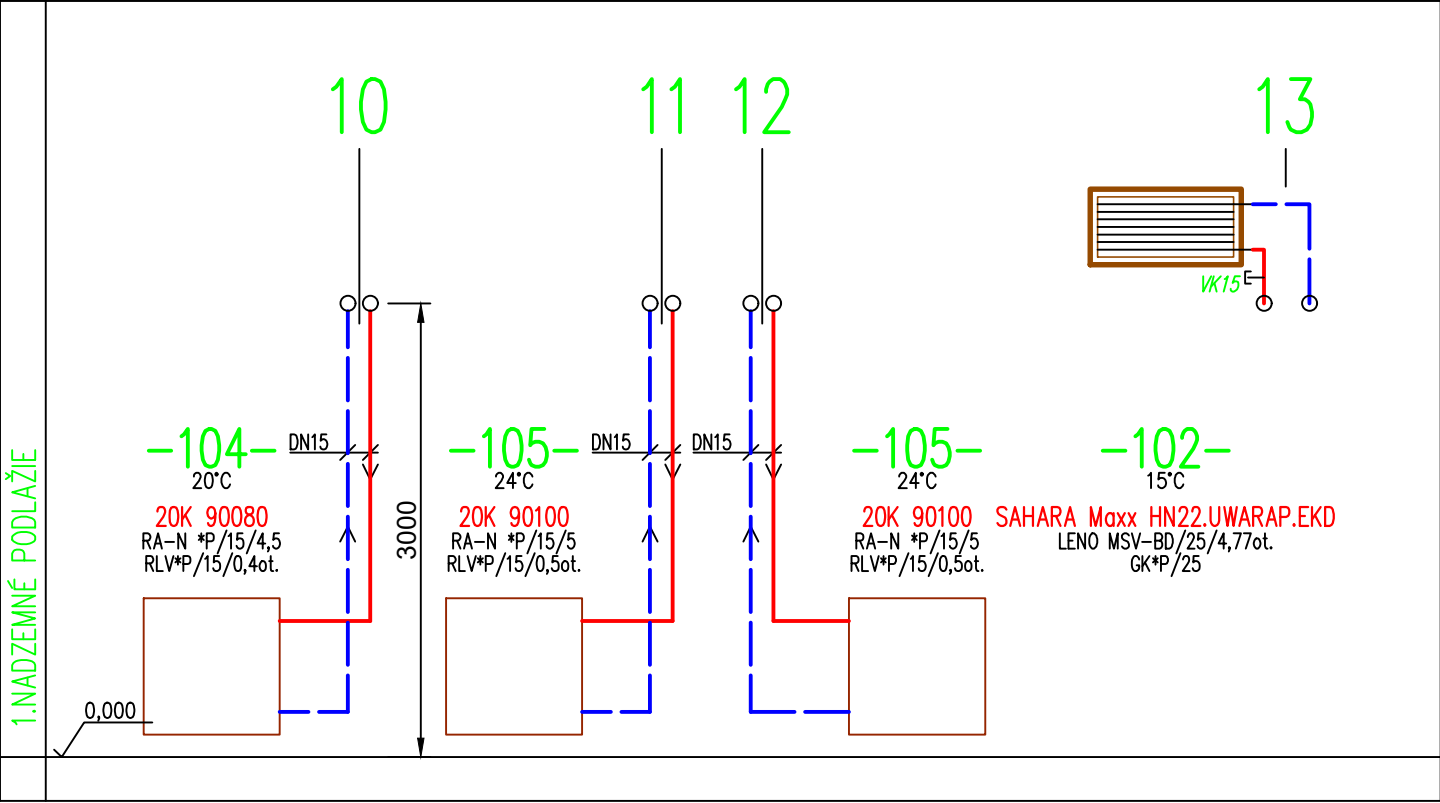 10
11
12
13
VK15
-104-
20°C
20K 90080
RA-N *P/15/4,5
RLV*P/15/0,4ot.
DN15
3000
-105-
24°C
20K 90100
RA-N *P/15/5
RLV*P/15/0,5ot.
DN15
DN15
-105-
24°C
20K 90100
RA-N *P/15/5
RLV*P/15/0,5ot.
-102-
15°C
SAHARA Maxx HN22.UWARAP.EKD
LENO MSV-BD/25/4,77ot.
GK*P/25
1.NADZEMNÉ PODLAŽIE
0,000